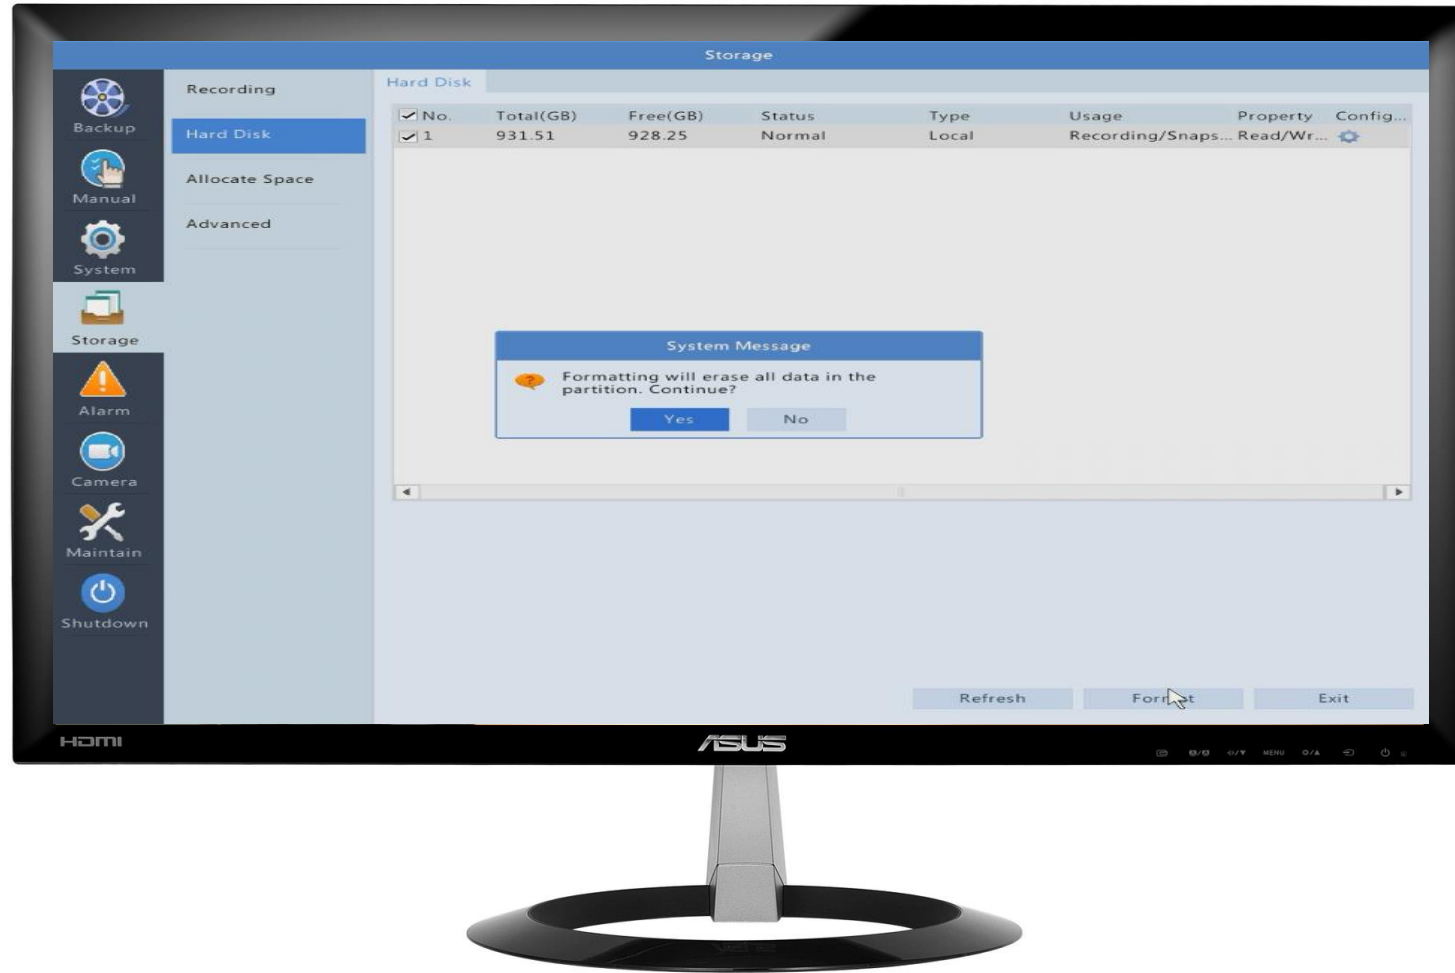 Storage
Backup
Manual
System
Storage
Alarm
Camera
Maintain
Shutdown
Recording
Hard Disk
Allocate Space
Advanced
Hard Disk
No. Total(GB) Free(GB) Status Type Usage Property Config...
1 931.51 928.25 Normal Local Recording/Snaps... Read/Wr...
System Message
Formatting will erase all data in the
partition. Continue?
Yes No
Refresh Format Exit
HDMI
ASUS
MENU